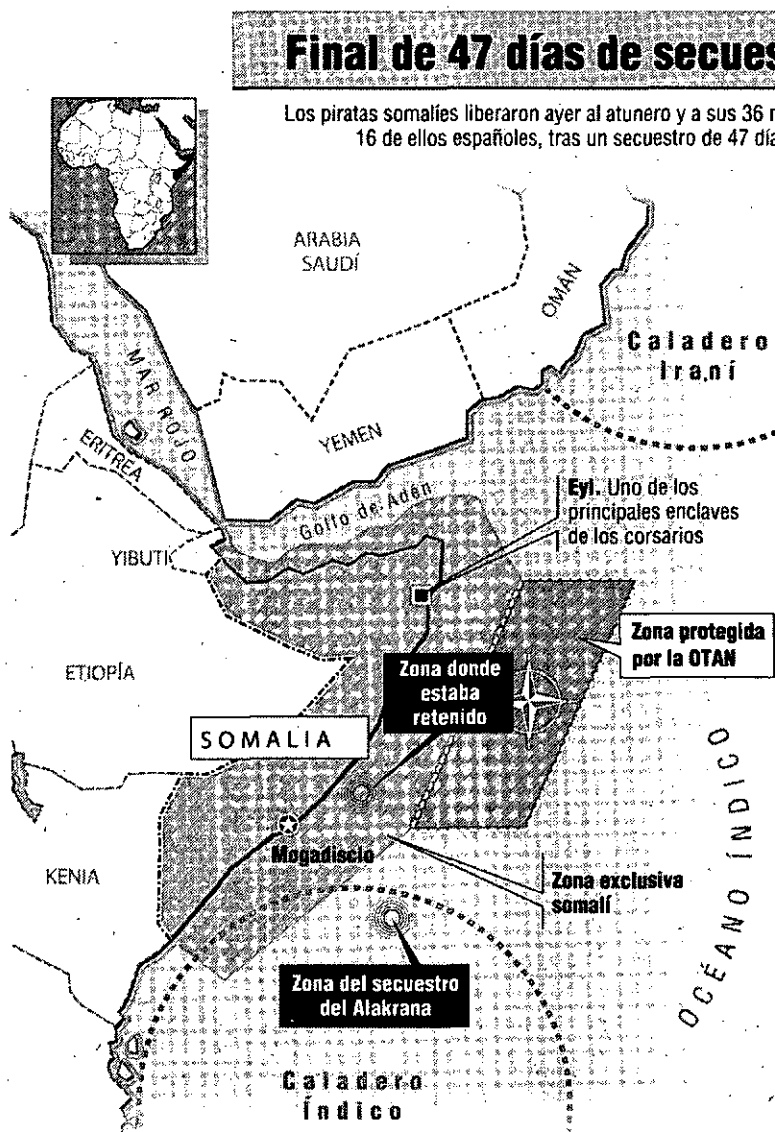 Final de 47 días de secues
Los piratas somalíes liberaron ayer al atunero y a sus 36 m
16 de ellos españoles, tras un secuestro de 47 día
ARABIA
SAUDÍ
OMÁN
Caladero
Iraní
MAR ROJO
YEMEN
ERITREA
Golfo de Aden
Eyl. Uno de los
principales enclaves
de los corsarios
YIBUTI
Zona protegida
por la OTAN
ETIOPÍA
Zona donde
estaba
retenido
SOMALIA
OCÉANO ÍNDICO
Mogadiscio
KENIA
Zona exclusiva
somalí
Zona del secuestro
del Alakrana
Caladero
Índico